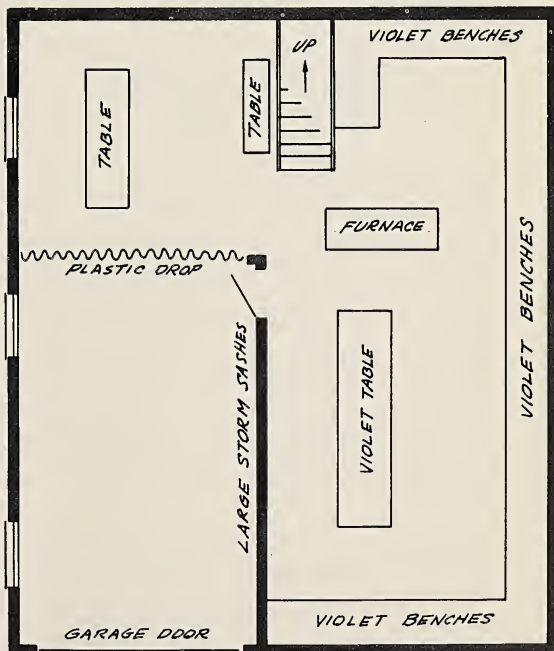 UP
VIOLET BENCHES
TABLE
TABLE
FURNACE
PLASTIC DROP
VIOLET BENCHES
LARGE STORM SASHES
VIOLET TABLE
VIOLET BENCHES
GARAGE DOOR